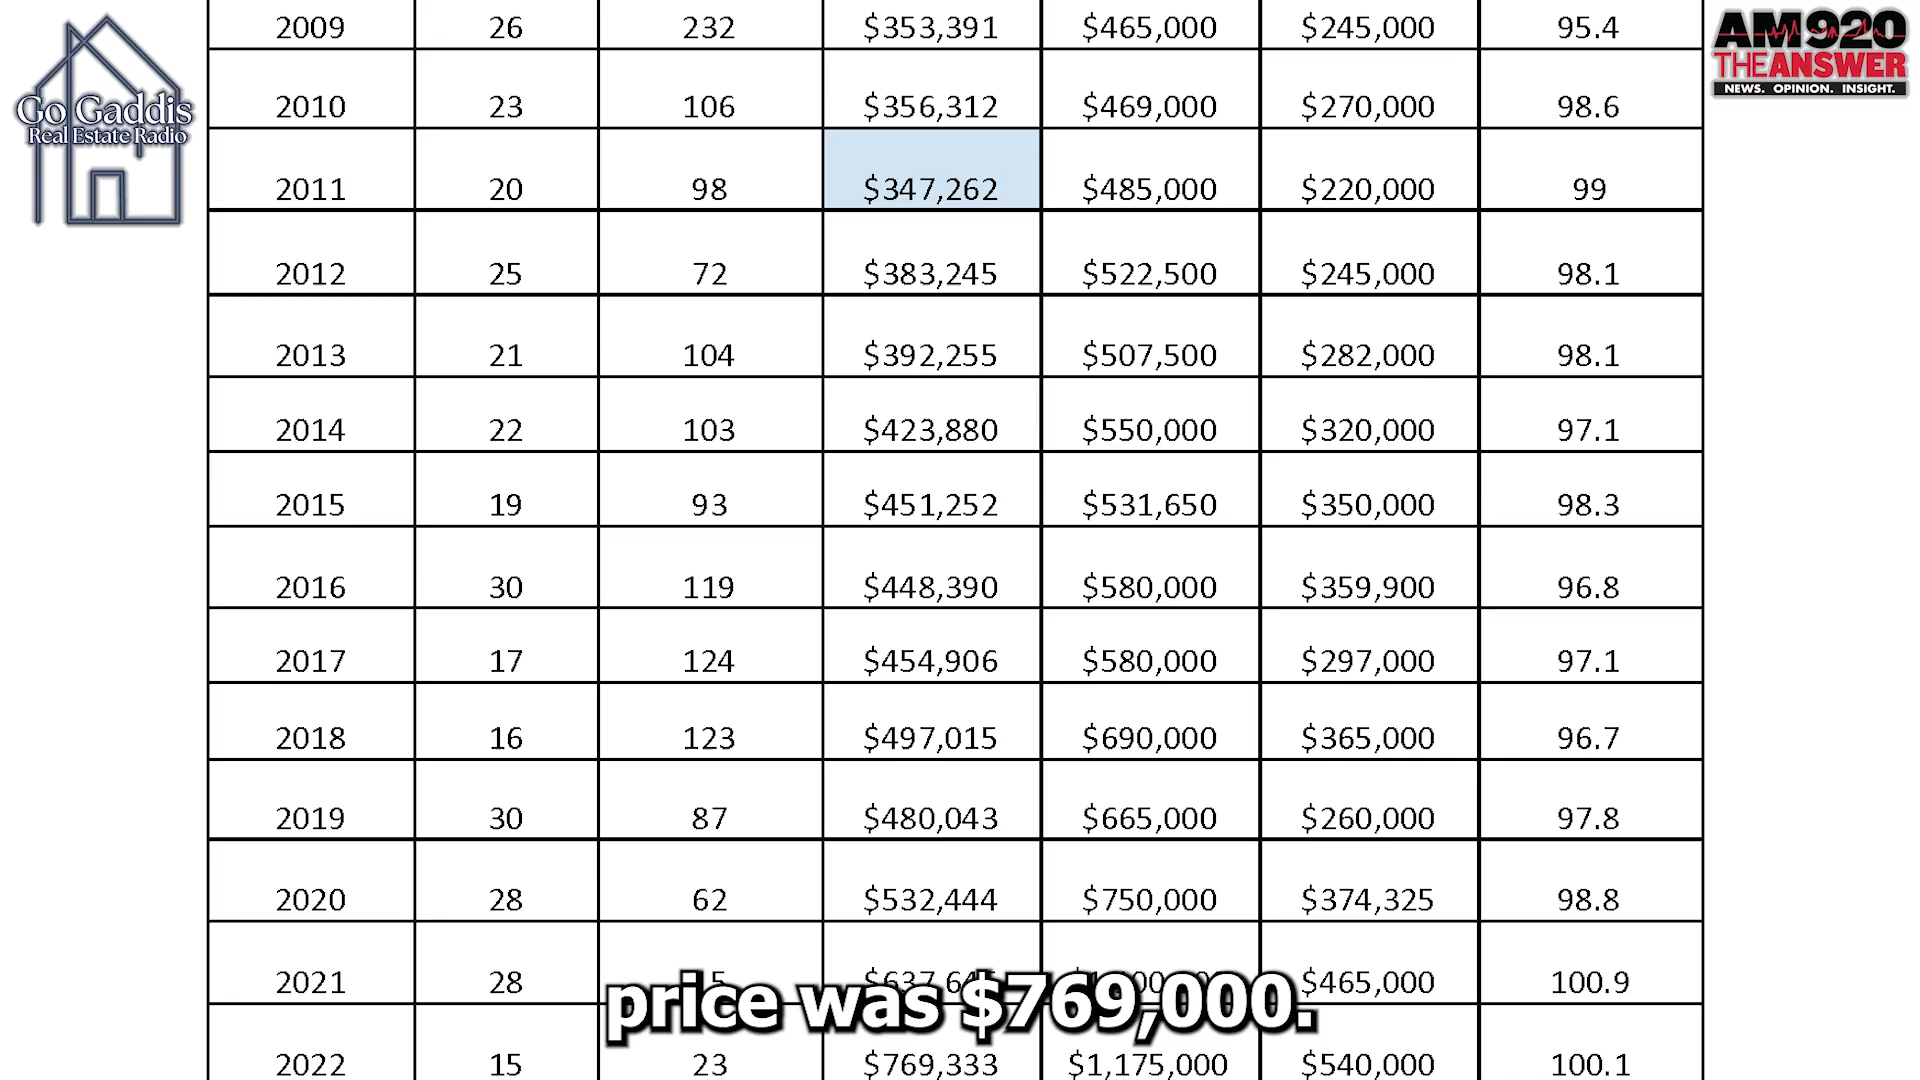 Go Gaddis
Real Estate Radio
AM920
THE ANSWER
NEWS. OPINION. INSIGHT.
2009 26 232 $353,391 $465,000 $245,000 95.4
2010 23 106 $356,312 $469,000 $270,000 98.6
2011 20 98 $347,262 $485,000 $220,000 99
2012 25 72 $383,245 $522,500 $245,000 98.1
2013 21 104 $392,255 $507,500 $282,000 98.1
2014 22 103 $423,880 $550,000 $320,000 97.1
2015 19 93 $451,252 $531,650 $350,000 98.3
2016 30 119 $448,390 $580,000 $359,900 96.8
2017 17 124 $454,906 $580,000 $297,000 97.1
2018 16 123 $497,015 $690,000 $365,000 96.7
2019 30 87 $480,043 $665,000 $260,000 97.8
2020 28 62 $532,444 $750,000 $374,325 98.8
2021 28 $465,000 100.9
price was $769,000.
2022 15 23 $769,333 $1,175,000 $540,000 100.1